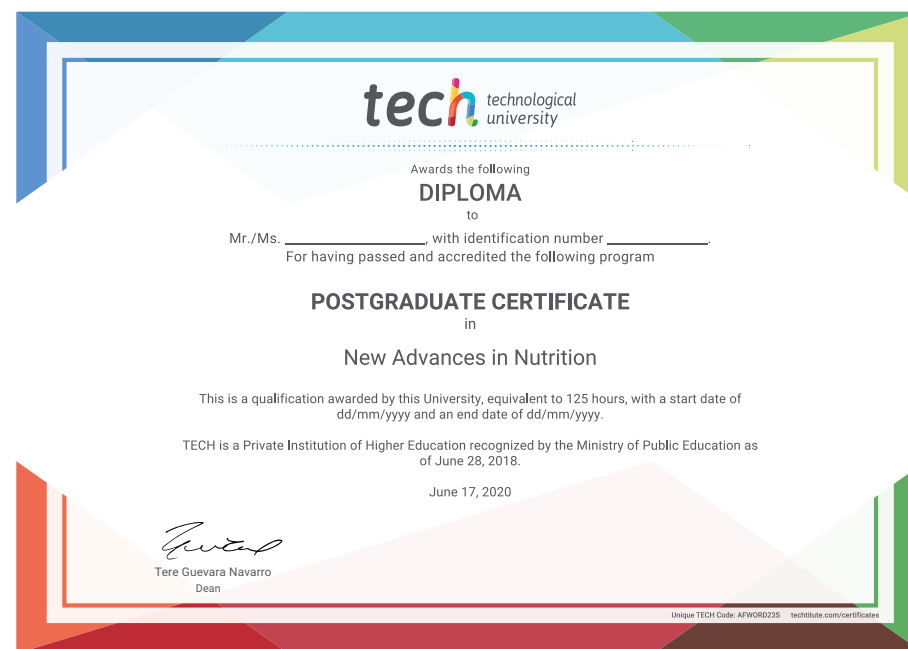 tech technological
university
Awards the following
DIPLOMA
to
Mr./Ms. ____________________, with identification number __________________.
For having passed and accredited the following program
POSTGRADUATE CERTIFICATE
in
New Advances in Nutrition
This is a qualification awarded by this University, equivalent to 125 hours, with a start date of
dd/mm/yyyy and an end date of dd/mm/yyyy.
TECH is a Private Institution of Higher Education recognized by the Ministry of Public Education as
of June 28, 2018.
June 17, 2020
Tere Guevara Navarro
Dean
Unique TECH Code: AFWORD23S techtitute.com/certificates